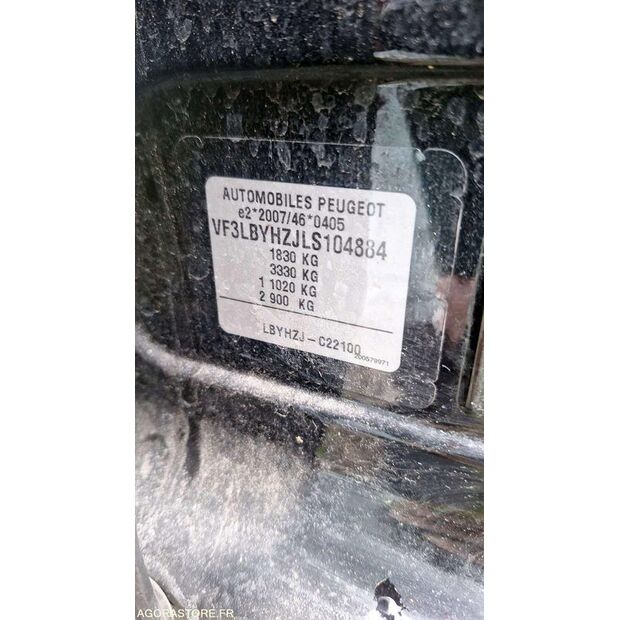 AUTOMOBILES PEUGEOT
e2*2007/46*0405
VF3LBYHZJLS104884
1830 KG
3330 KG
1 1020 KG
2 900 KG
LBYHZJ-C22100
200579971
AGORASTORE.FR